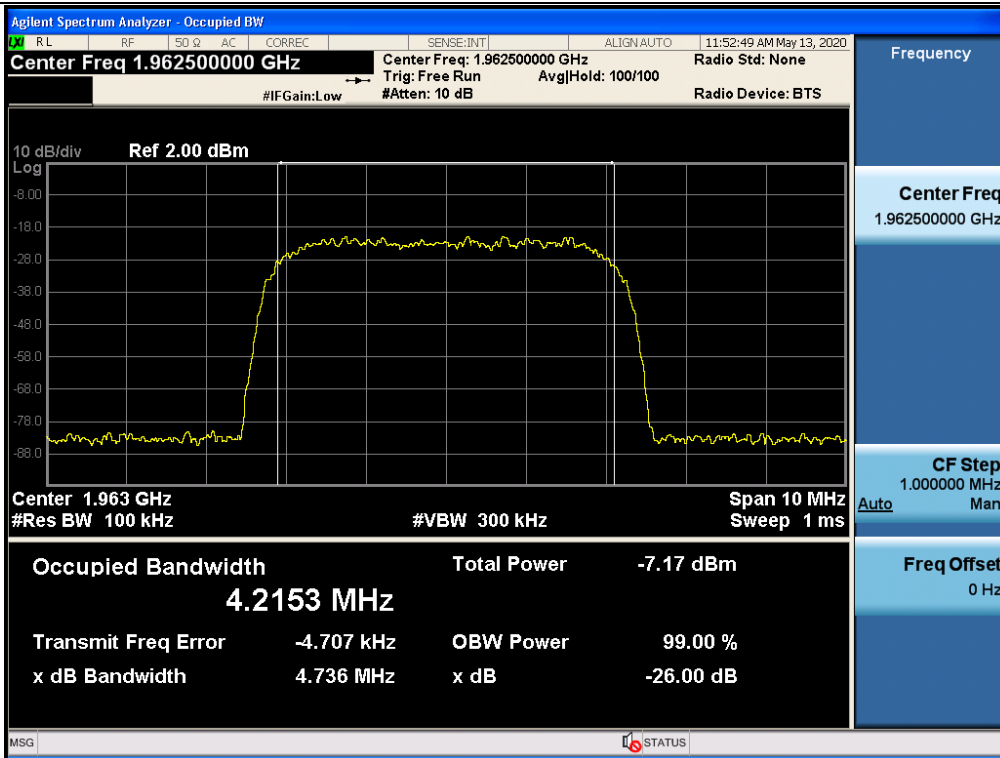 Agilent Spectrum Analyzer - Occupied BW
LXI RL RF 50 Ω AC CORREC SENSE:INT ALIGN AUTO 11:52:49 AM May 13, 2020
Center Freq 1.962500000 GHz
Center Freq: 1.962500000 GHz Radio Std: None
Trig: Free Run Avg|Hold: 100/100
#IFGain:Low #Atten: 10 dB Radio Device: BTS
10 dB/div Ref 2.00 dBm
Log
-8.00
-18.0
-28.0
-38.0
-48.0
-58.0
-68.0
-78.0
-88.0
Center 1.963 GHz Span 10 MHz
#Res BW 100 kHz #VBW 300 kHz Sweep 1 ms
Occupied Bandwidth Total Power -7.17 dBm
4.2153 MHz
Transmit Freq Error -4.707 kHz OBW Power 99.00 %
x dB Bandwidth 4.736 MHz x dB -26.00 dB
MSG STATUS
Frequency
Center Freq
1.962500000 GHz
CF Step
1.000000 MHz
Auto Man
Freq Offset
0 Hz